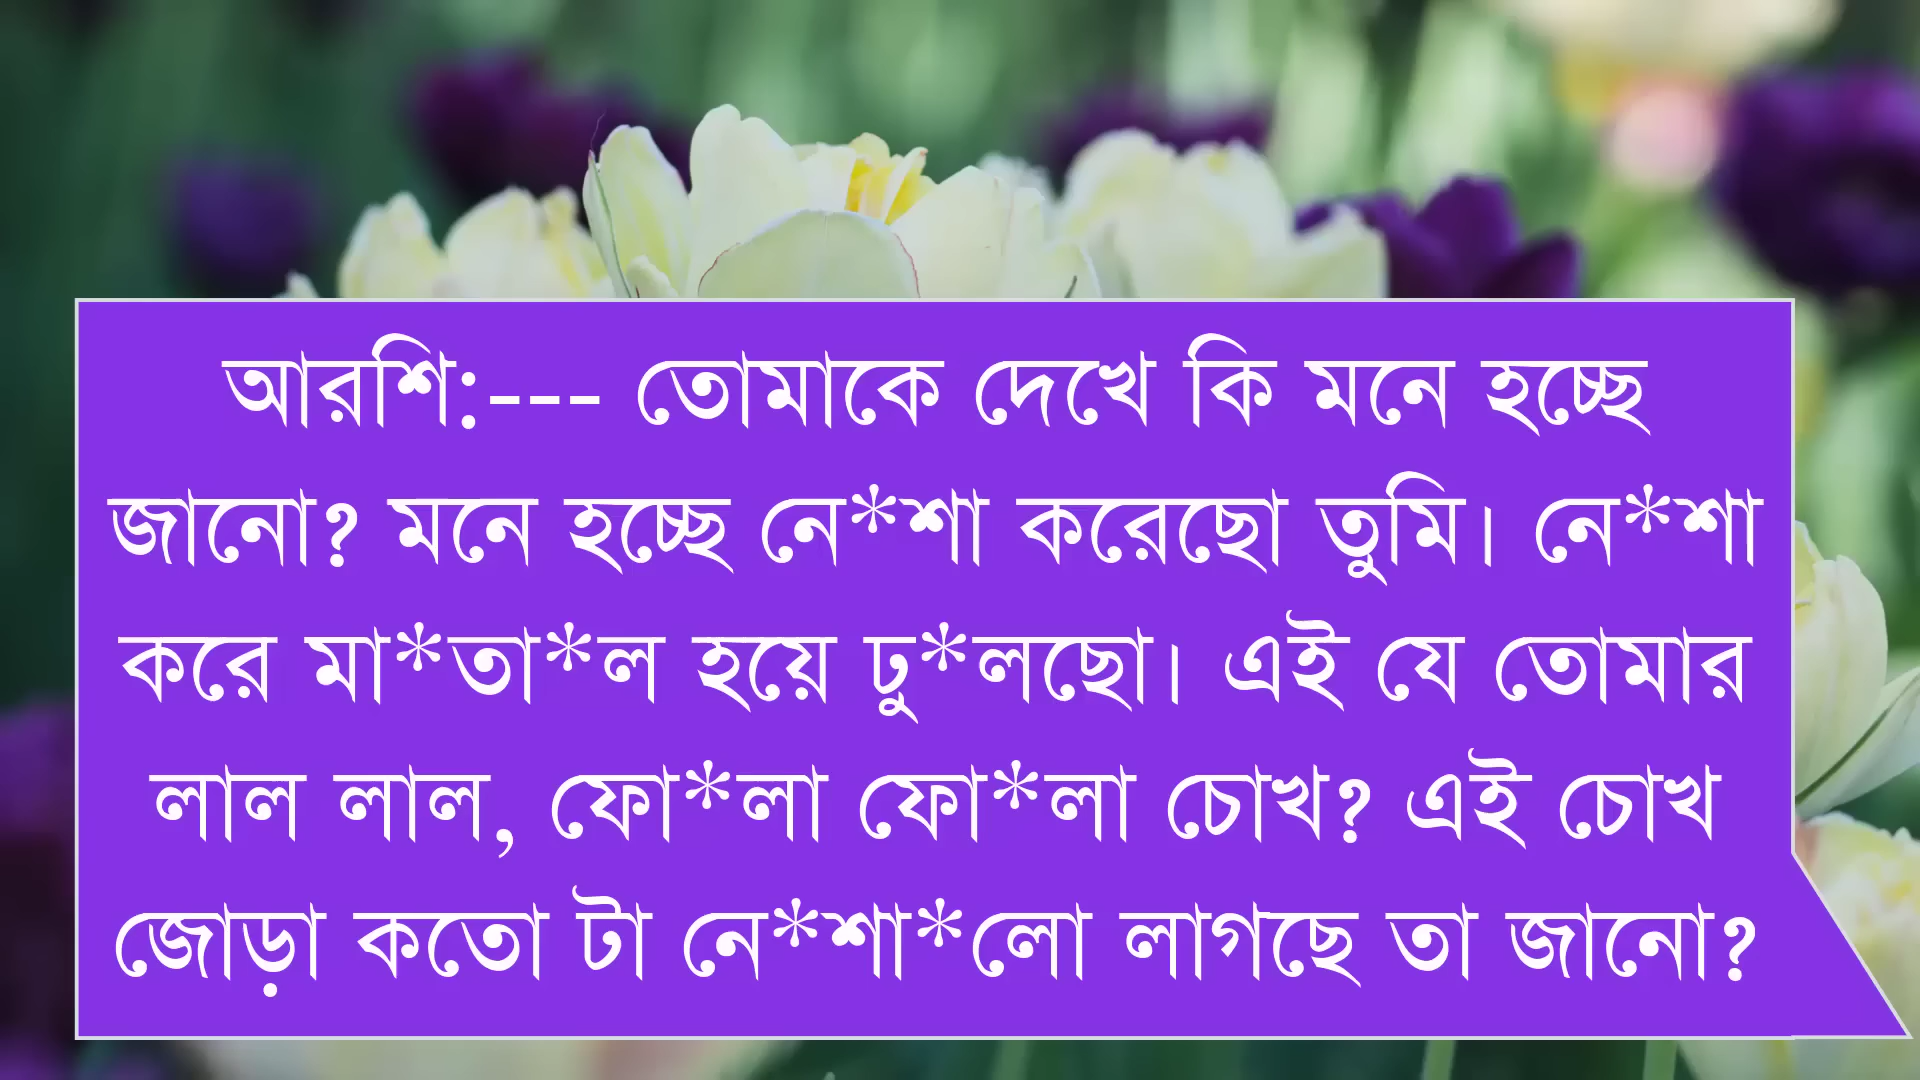 আরশি:--- তোমাকে দেখে কি মনে হচ্ছে
জানো? মনে হচ্ছে নে*শা করেছো তুমি। নে*শা
করে মা*তা*ল হয়ে ঢু*লছো। এই যে তোমার
লাল লাল, ফো*লা ফো*লা চোখ? এই চোখ
জোড়া কতো টা নে*শা*লো লাগছে তা জানো?